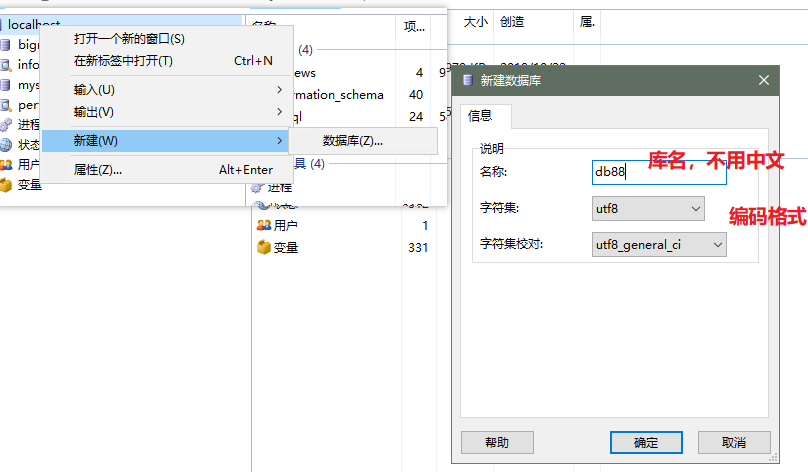 localhost
名称
项...
大小
创造
属.
打开一个新的窗口(S)
在新标签中打开(T) Ctrl+N
输入(U)
输出(V)
新建(W)
数据库(Z)...
属性(Z)... Alt+Enter
(4)
ews 4
rmation_schema 40
ql 24
具 (4)
进程
用户 1
变量 331
big
info
mys
per
进程
状态
用户
变量
新建数据库
信息
说明
名称: db88
库名，不用中文
字符集: utf8
编码格式
字符集校对: utf8_general_ci
帮助
确定
取消